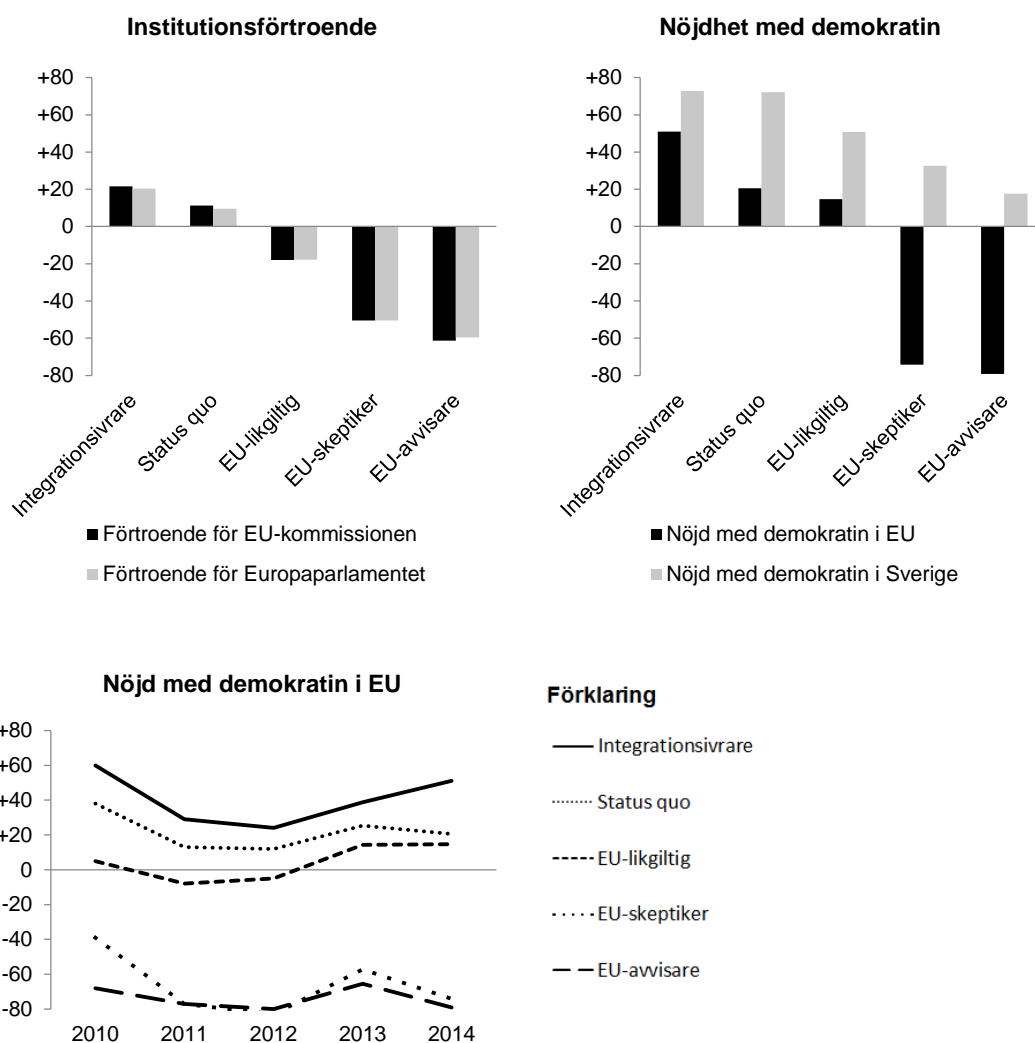 Institutionsförtroende
+80
+60
+40
+20
0
-20
-40
-60
-80
Integrationsivrare
Status quo
EU-likgiltig
EU-skeptiker
EU-avvisare
Förtroende för EU-kommissionen
Förtroende för Europaparlamentet
Nöjdhet med demokratin
+80
+60
+40
+20
0
-20
-40
-60
-80
Integrationsivrare
Status quo
EU-likgiltig
EU-skeptiker
EU-avvisare
Nöjd med demokratin i EU
Nöjd med demokratin i Sverige
Nöjd med demokratin i EU
+80
+60
+40
+20
0
-20
-40
-60
-80
2010 2011 2012 2013 2014
Förklaring
Integrationsivrare
Status quo
EU-likgiltig
EU-skeptiker
EU-avvisare